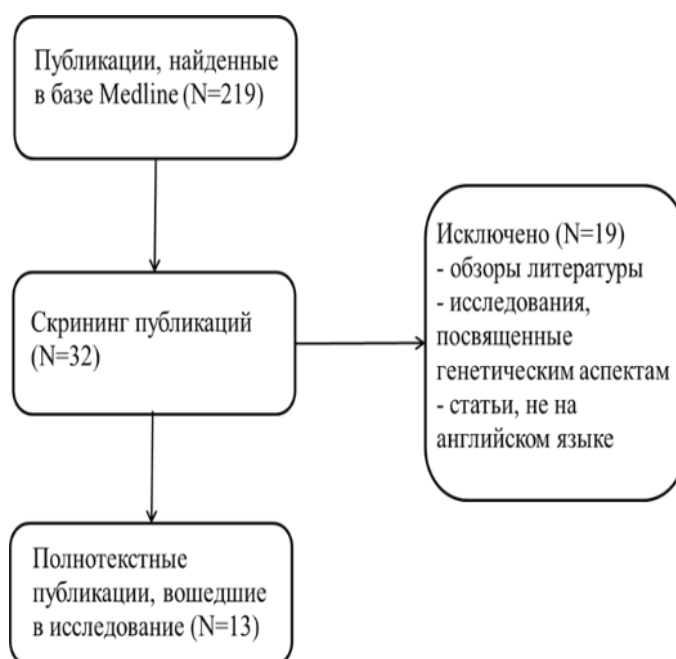 Публикации, найденные
в базе Medline (N=219)
Скрининг публикаций
(N=32)
Исключено (N=19)
- обзоры литературы
- исследования,
посвященные
генетическим аспектам
- статьи, не на
английском языке
Полнотекстные
публикации, вошедшие
в исследование (N=13)